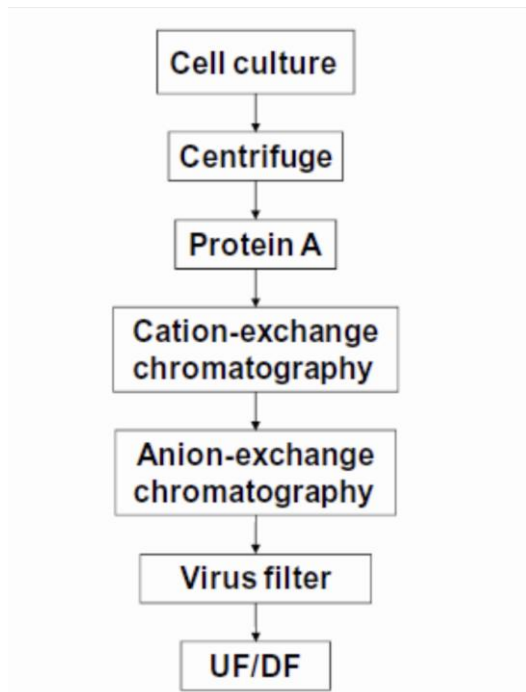 Cell culture
Centrifuge
Protein A
Cation-exchange
chromatography
Anion-exchange
chromatography
Virus filter
UF/DF